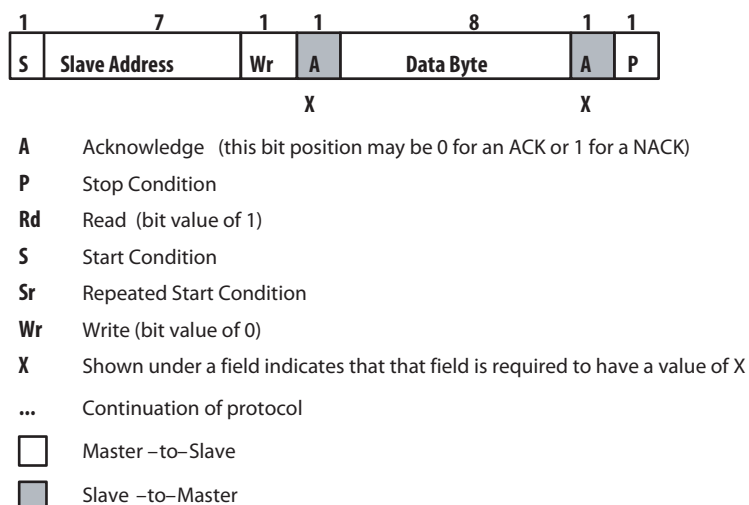 1 7 1 1 8 1 1
S Slave Address Wr A Data Byte A P
X X
A Acknowledge (this bit position may be 0 for an ACK or 1 for a NACK)
P Stop Condition
Rd Read (bit value of 1)
S Start Condition
Sr Repeated Start Condition
Wr Write (bit value of 0)
X Shown under a field indicates that that field is required to have a value of X
... Continuation of protocol
Master –to–Slave
Slave –to–Master